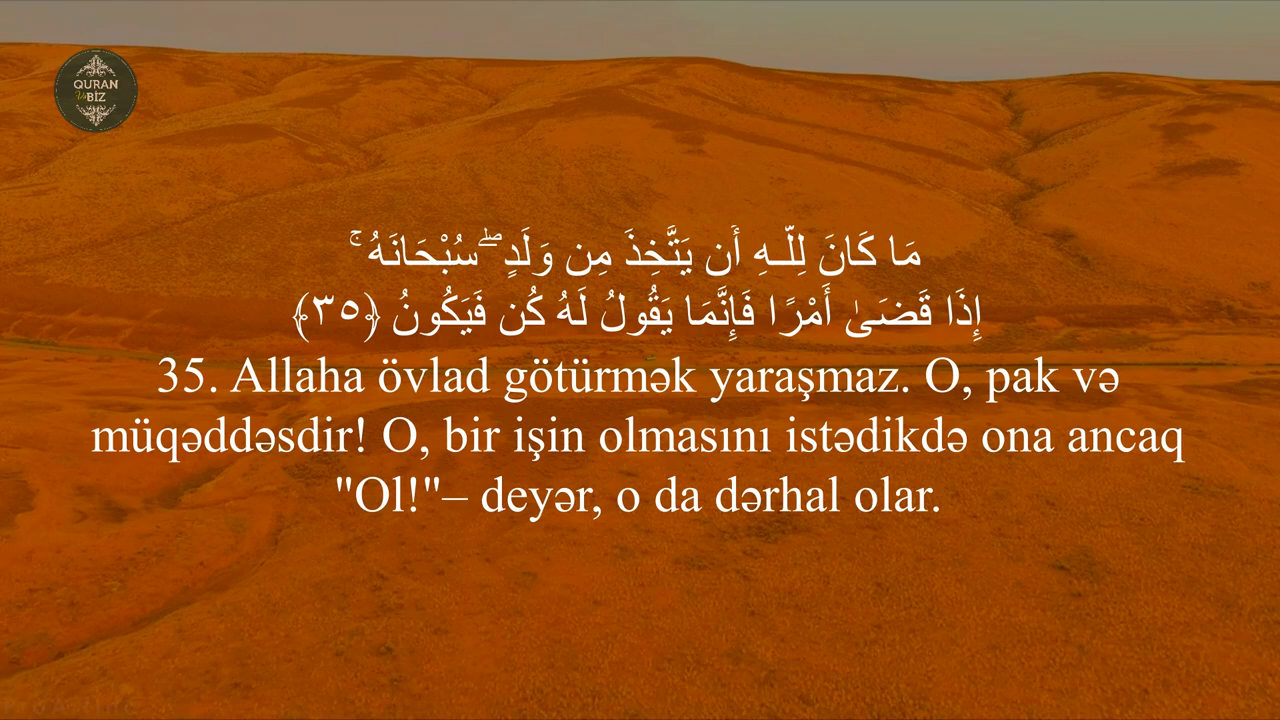 QURAN
Və BİZ
مَا كَانَ لِلَّـهِ أَن يَتَّخِذَ مِن وَلَدٍ ۖ سُبْحَانَهُ ۚ
إِذَا قَضَىٰ أَمْرًا فَإِنَّمَا يَقُولُ لَهُ كُن فَيَكُونُ ﴿٣٥﴾
35. Allaha övlad götürmək yaraşmaz. O, pak və
müqəddəsdir! O, bir işin olmasını istədikdə ona ancaq
"Ol!"– deyər, o da dərhal olar.